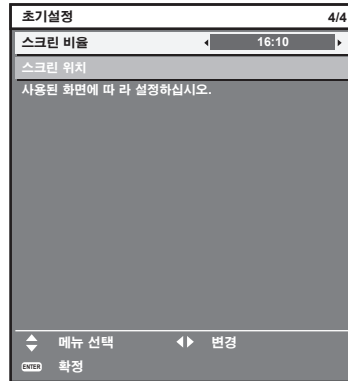 초기설정 4/4
스크린 비율 16:10
스크린 위치
사용된 화면에 따 라 설정하십시오.
메뉴 선택 변경
ENTER 확정